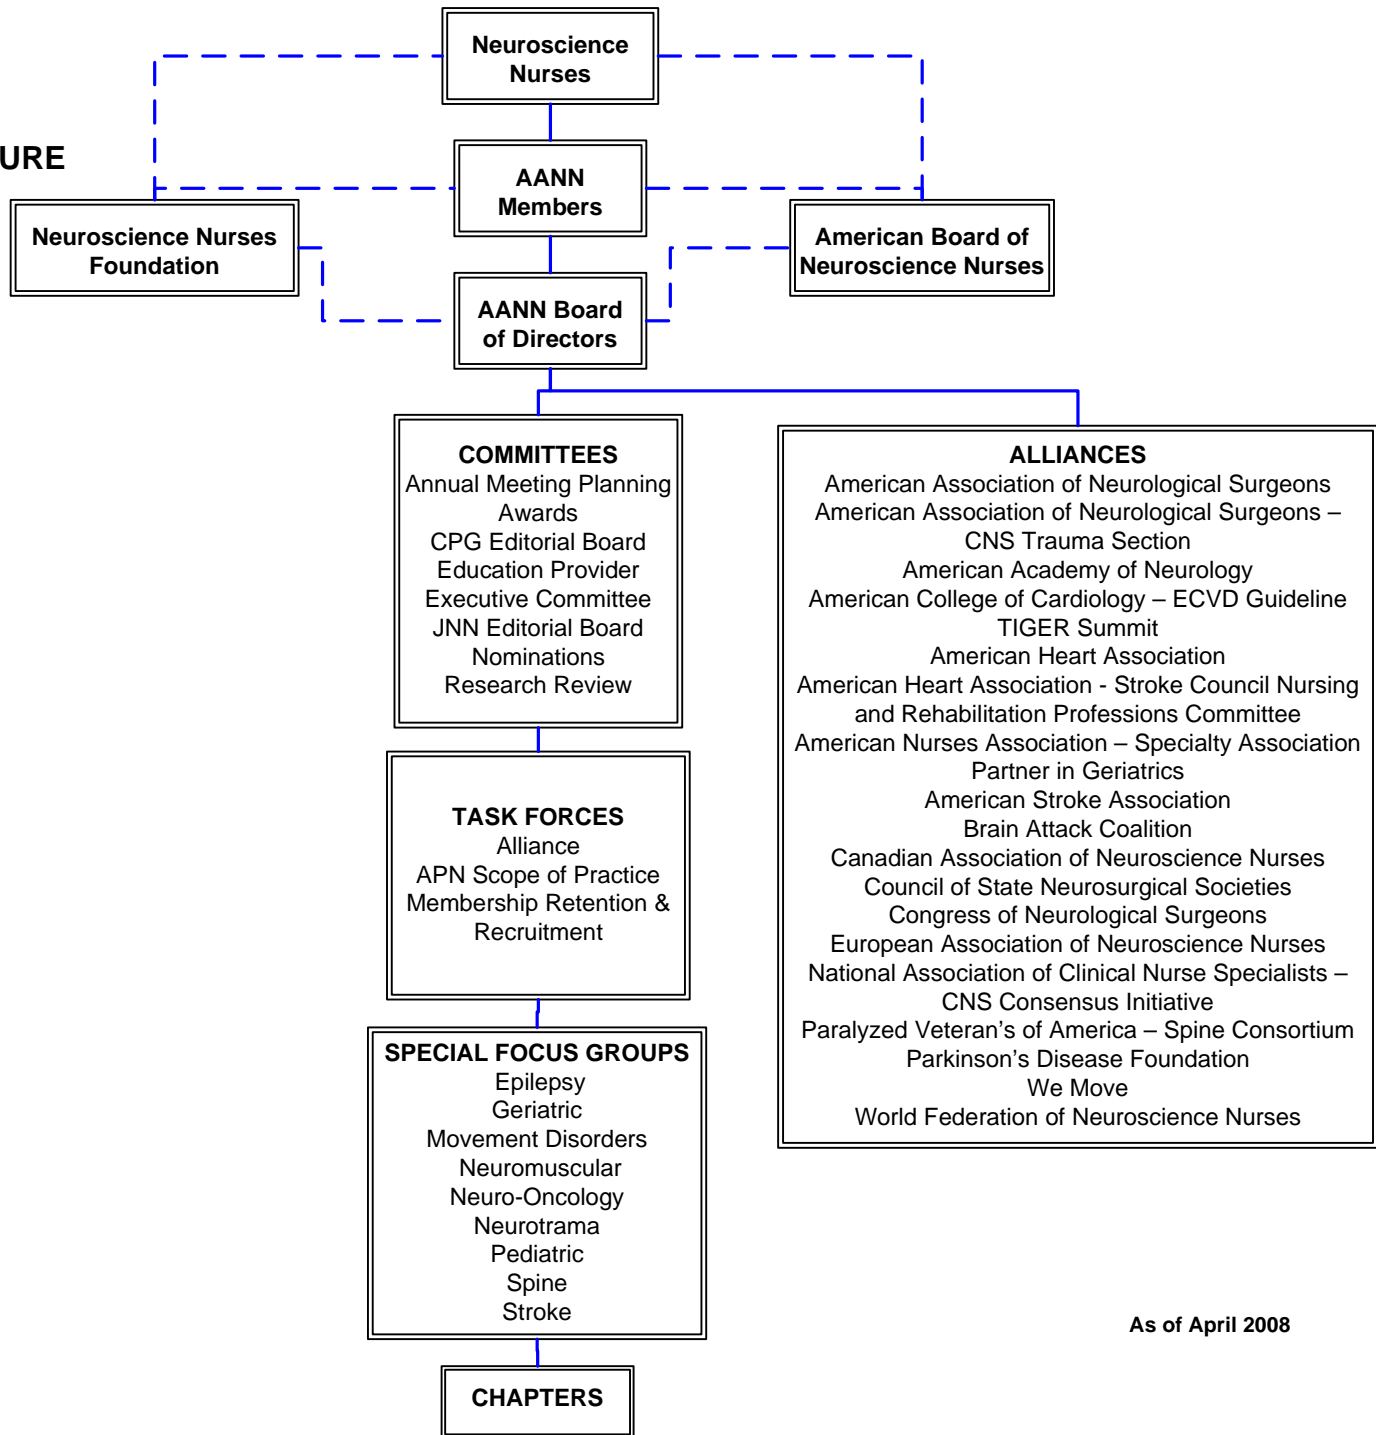 Neuroscience
Nurses
URE
AANN
Members
Neuroscience Nurses
Foundation
American Board of
Neuroscience Nurses
AANN Board
of Directors
COMMITTEES
Annual Meeting Planning
Awards
CPG Editorial Board
Education Provider
Executive Committee
JNN Editorial Board
Nominations
Research Review
ALLIANCES
American Association of Neurological Surgeons
American Association of Neurological Surgeons –
CNS Trauma Section
American Academy of Neurology
American College of Cardiology – ECVD Guideline
TIGER Summit
American Heart Association
American Heart Association - Stroke Council Nursing
and Rehabilitation Professions Committee
American Nurses Association – Specialty Association
Partner in Geriatrics
American Stroke Association
Brain Attack Coalition
Canadian Association of Neuroscience Nurses
Council of State Neurosurgical Societies
Congress of Neurological Surgeons
European Association of Neuroscience Nurses
National Association of Clinical Nurse Specialists –
CNS Consensus Initiative
Paralyzed Veteran's of America – Spine Consortium
Parkinson's Disease Foundation
We Move
World Federation of Neuroscience Nurses
TASK FORCES
Alliance
APN Scope of Practice
Membership Retention &
Recruitment
SPECIAL FOCUS GROUPS
Epilepsy
Geriatric
Movement Disorders
Neuromuscular
Neuro-Oncology
Neurotrama
Pediatric
Spine
Stroke
As of April 2008
CHAPTERS